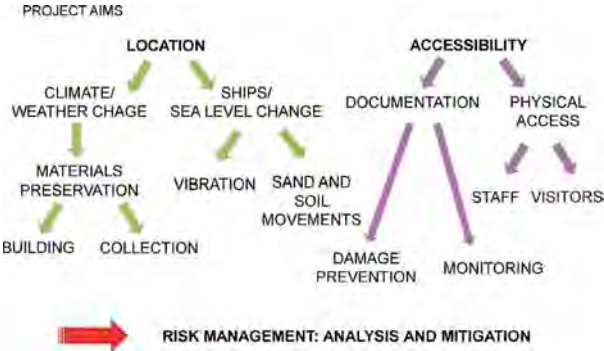 PROJECT AIMS
LOCATION
ACCESSIBILITY
CLIMATE/
WEATHER CHAGE
SHIPS/
SEA LEVEL CHANGE
DOCUMENTATION
PHYSICAL
ACCESS
MATERIALS
PRESERVATION
VIBRATION
SAND AND
SOIL
MOVEMENTS
STAFF
VISITORS
BUILDING
COLLECTION
DAMAGE
PREVENTION
MONITORING
RISK MANAGEMENT: ANALYSIS AND MITIGATION